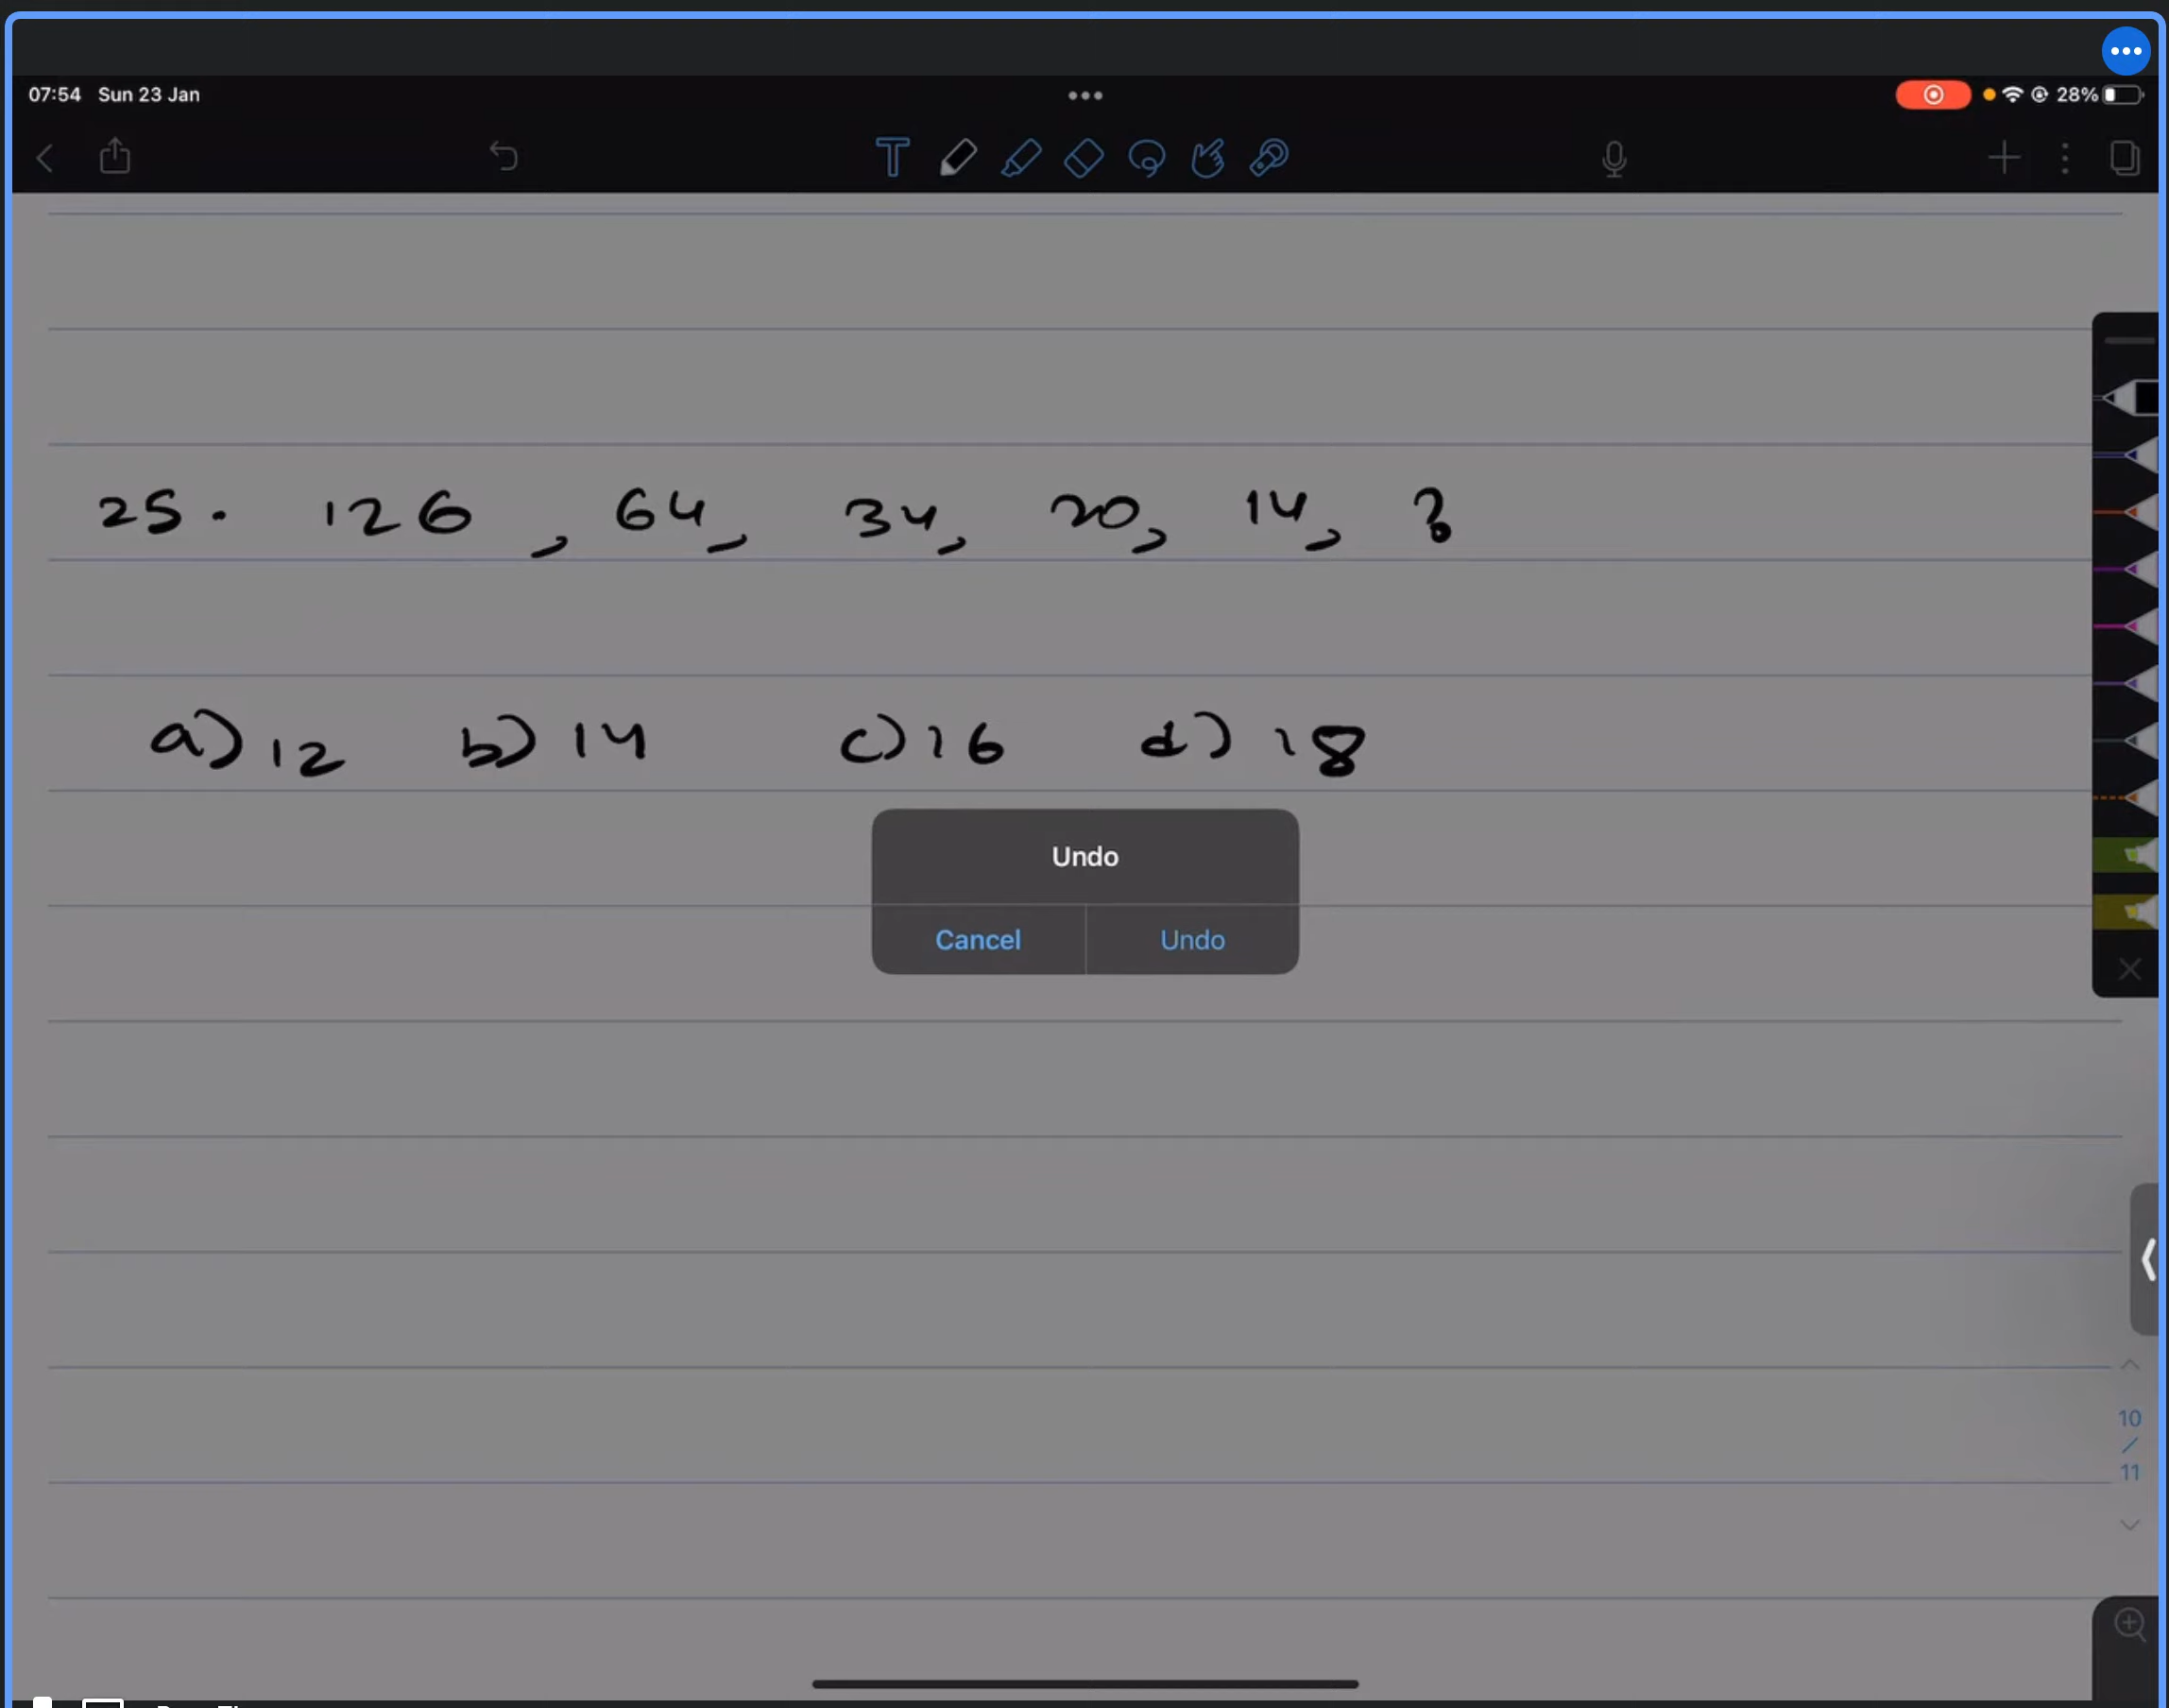 07:54 Sun 23 Jan
28%
T
25. 126, 64, 34, 20, 14, ?
a) 12 b) 14 c) 16 d) 18
Undo
Cancel Undo
10
/
11